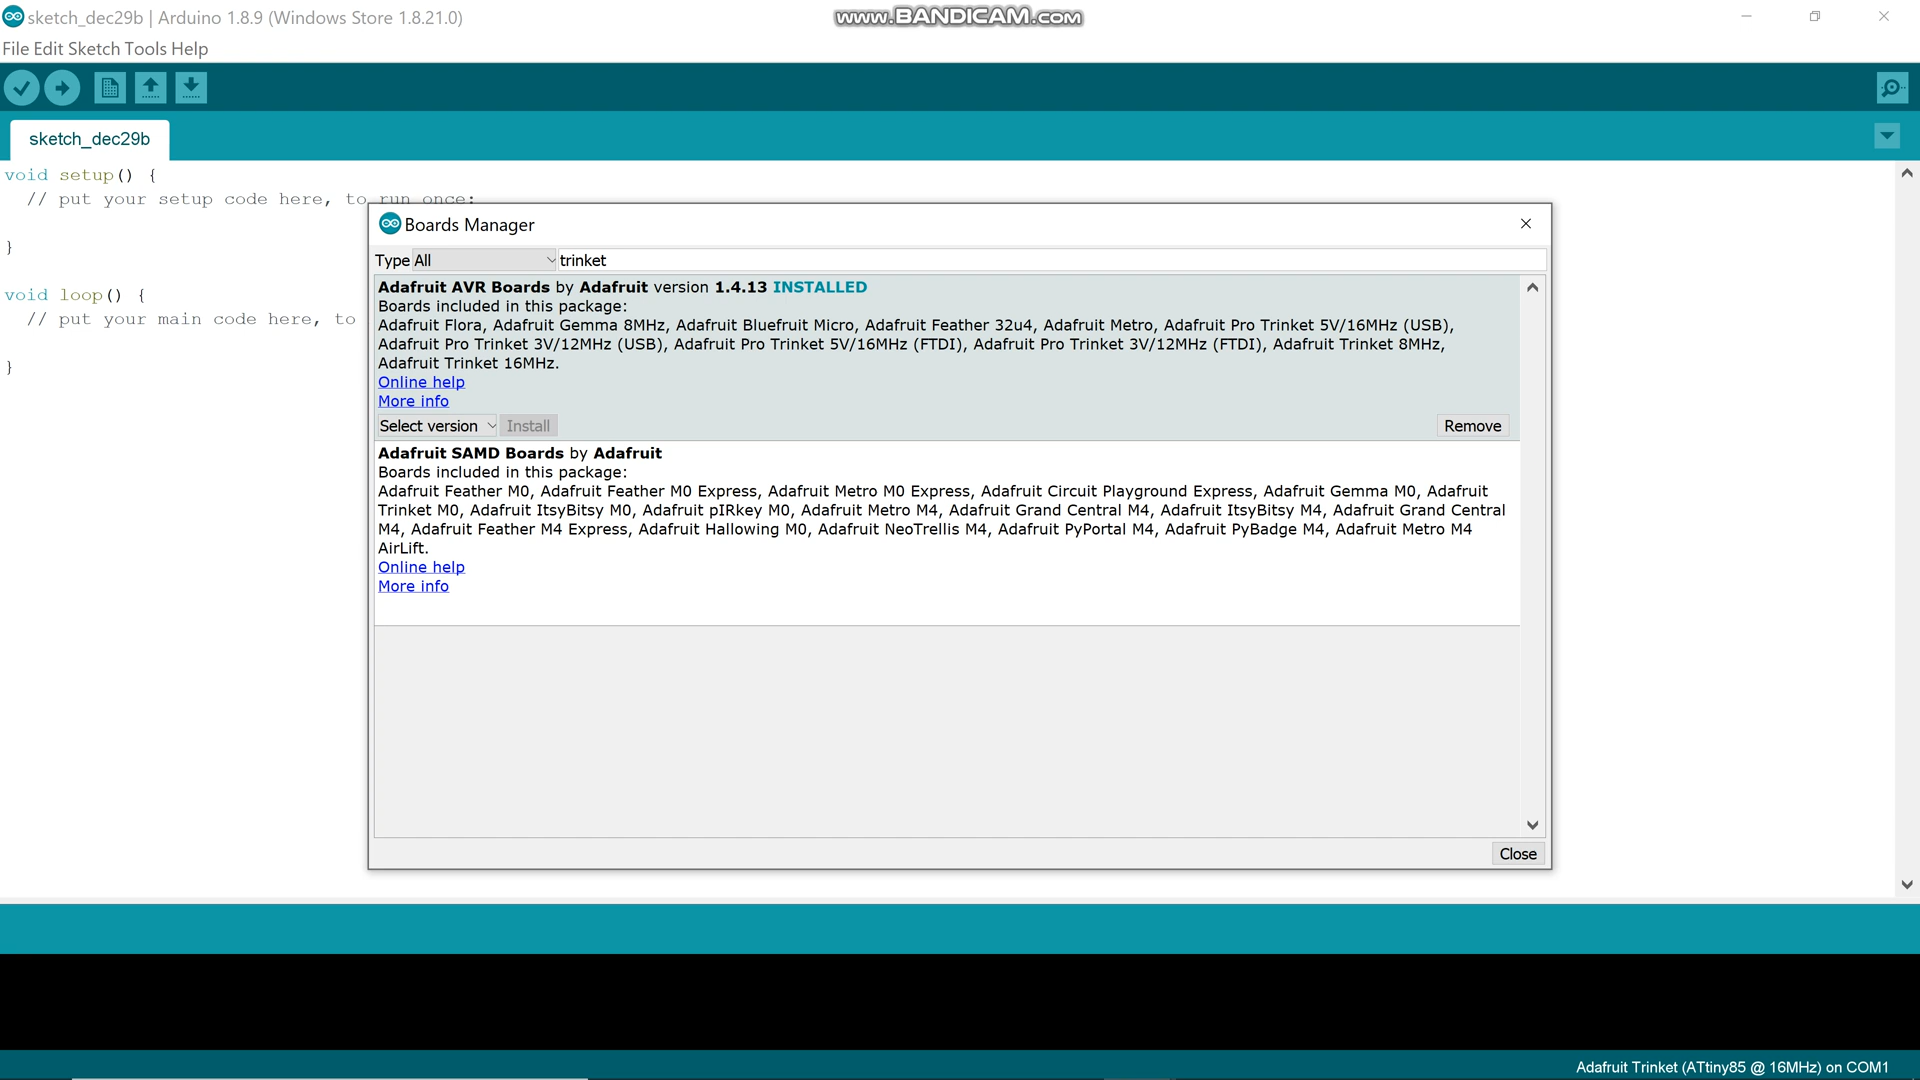 sketch_dec29b | Arduino 1.8.9 (Windows Store 1.8.21.0)
www.BANDICAM.com
File Edit Sketch Tools Help
sketch_dec29b
void setup() {
// put your setup code here, to run once:
}
void loop() {
// put your main code here, to
}
Boards Manager
Type All trinket
Adafruit AVR Boards by Adafruit version 1.4.13 INSTALLED
Boards included in this package:
Adafruit Flora, Adafruit Gemma 8MHz, Adafruit Bluefruit Micro, Adafruit Feather 32u4, Adafruit Metro, Adafruit Pro Trinket 5V/16MHz (USB),
Adafruit Pro Trinket 3V/12MHz (USB), Adafruit Pro Trinket 5V/16MHz (FTDI), Adafruit Pro Trinket 3V/12MHz (FTDI), Adafruit Trinket 8MHz,
Adafruit Trinket 16MHz.
Online help
More info
Select version Install Remove
Adafruit SAMD Boards by Adafruit
Boards included in this package:
Adafruit Feather M0, Adafruit Feather M0 Express, Adafruit Metro M0 Express, Adafruit Circuit Playground Express, Adafruit Gemma M0, Adafruit
Trinket M0, Adafruit ItsyBitsy M0, Adafruit pIRkey M0, Adafruit Metro M4, Adafruit Grand Central M4, Adafruit ItsyBitsy M4, Adafruit Grand Central
M4, Adafruit Feather M4 Express, Adafruit Hallowing M0, Adafruit NeoTrellis M4, Adafruit PyPortal M4, Adafruit PyBadge M4, Adafruit Metro M4
AirLift.
Online help
More info
Close
Adafruit Trinket (ATtiny85 @ 16MHz) on COM1